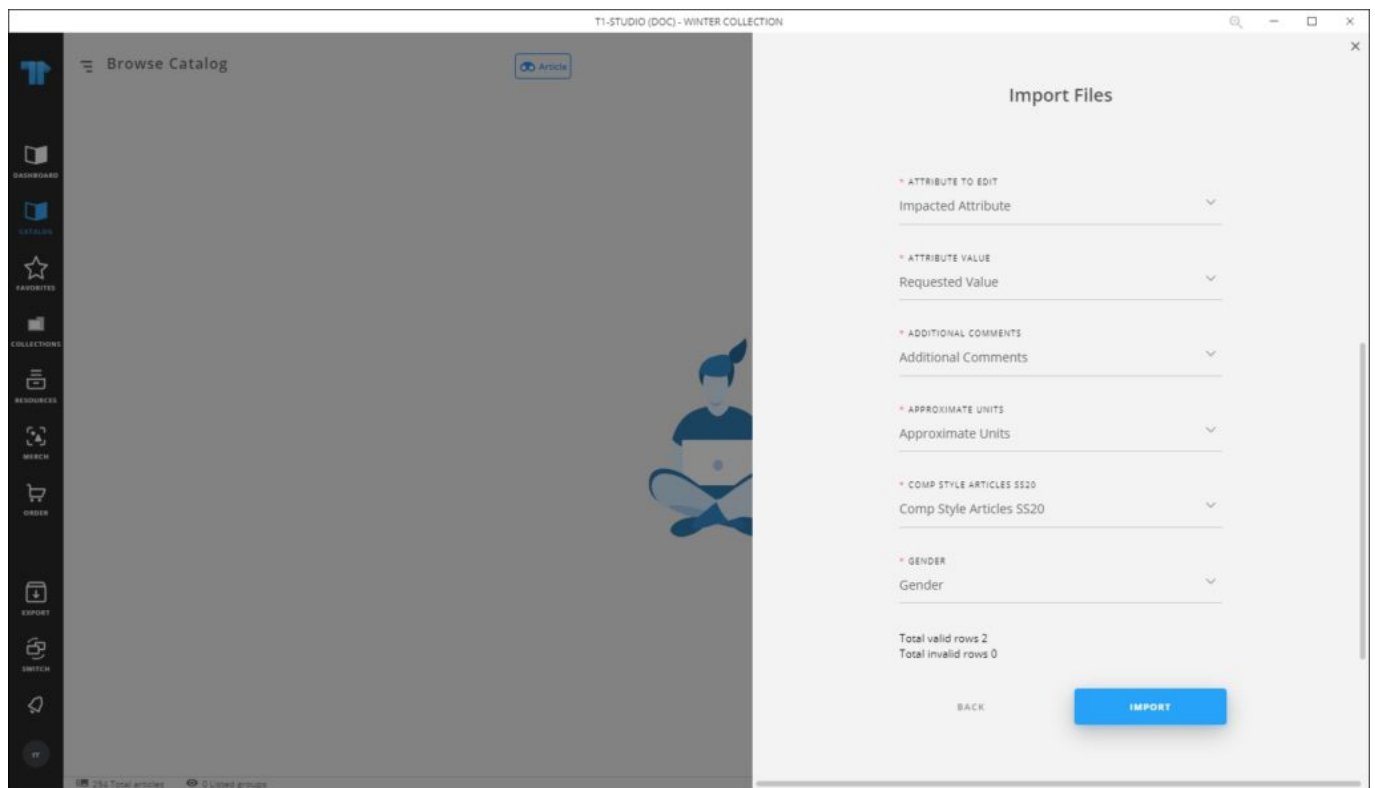 T1-STUDIO (DOC) - WINTER COLLECTION
Browse Catalog
Article
DASHBOARD
CATALOG
FAVORITES
COLLECTIONS
RESOURCES
MERCH
ORDER
EXPORT
SWITCH
294 Total articles
0 Listed groups
Import Files
* ATTRIBUTE TO EDIT
Impacted Attribute
* ATTRIBUTE VALUE
Requested Value
* ADDITIONAL COMMENTS
Additional Comments
* APPROXIMATE UNITS
Approximate Units
* COMP STYLE ARTICLES SS20
Comp Style Articles SS20
* GENDER
Gender
Total valid rows 2
Total invalid rows 0
BACK
IMPORT